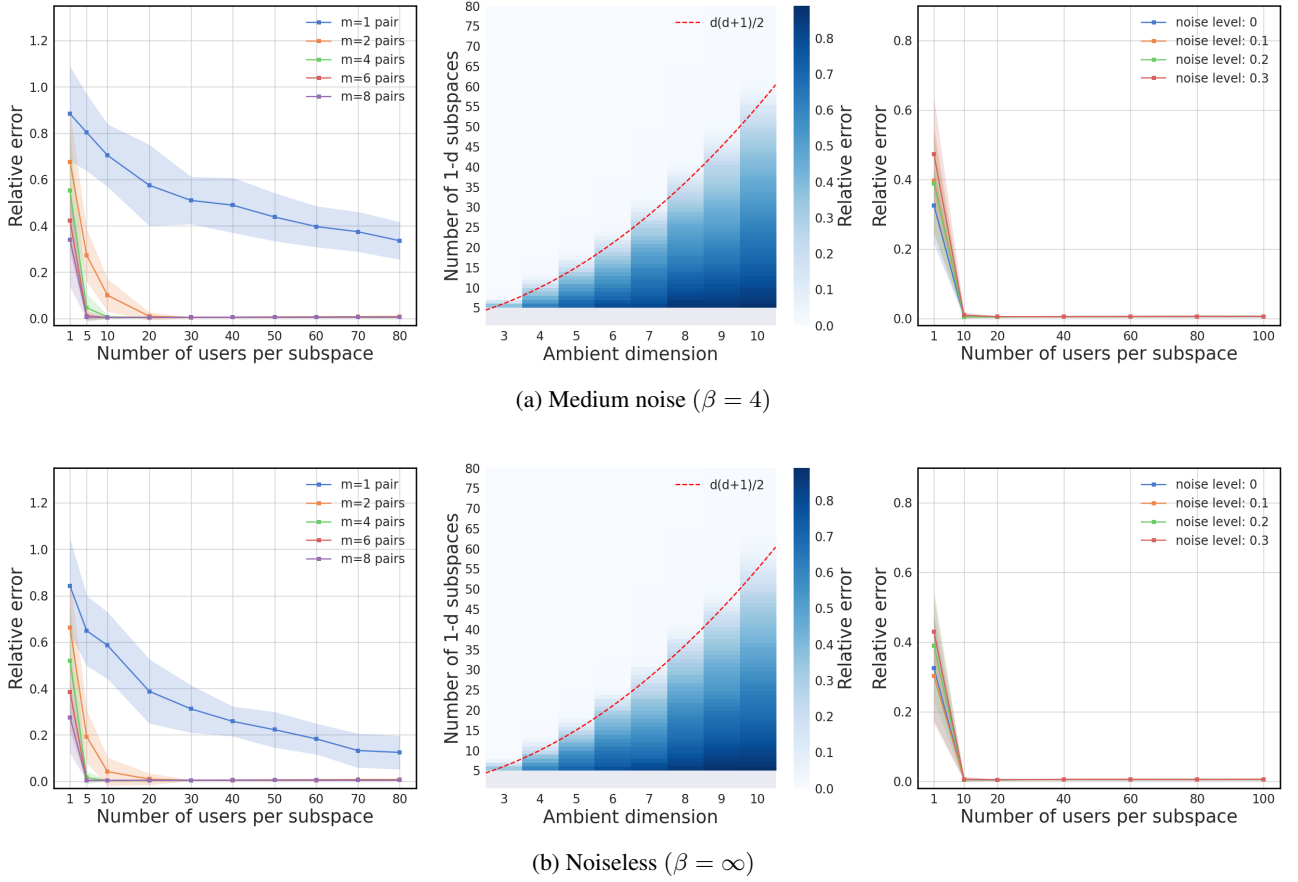 m=1 pair
m=2 pairs
m=4 pairs
m=6 pairs
m=8 pairs
1.2
1.0
0.8
0.6
0.4
0.2
0.0
Relative error
1 5 10 20 30 40 50 60 70 80
Number of users per subspace
d(d+1)/2
80
75
70
65
60
55
50
45
40
35
30
25
20
15
10
5
Number of 1-d subspaces
3 4 5 6 7 8 9 10
Ambient dimension
0.8
0.7
0.6
0.5
0.4
0.3
0.2
0.1
0.0
Relative error
noise level: 0
noise level: 0.1
noise level: 0.2
noise level: 0.3
0.8
0.6
0.4
0.2
0.0
Relative error
1 10 20 40 60 80 100
Number of users per subspace
(a) Medium noise (β = 4)
m=1 pair
m=2 pairs
m=4 pairs
m=6 pairs
m=8 pairs
1.2
1.0
0.8
0.6
0.4
0.2
0.0
Relative error
1 5 10 20 30 40 50 60 70 80
Number of users per subspace
d(d+1)/2
80
75
70
65
60
55
50
45
40
35
30
25
20
15
10
5
Number of 1-d subspaces
3 4 5 6 7 8 9 10
Ambient dimension
0.8
0.7
0.6
0.5
0.4
0.3
0.2
0.1
0.0
Relative error
noise level: 0
noise level: 0.1
noise level: 0.2
noise level: 0.3
0.8
0.6
0.4
0.2
0.0
Relative error
1 10 20 40 60 80 100
Number of users per subspace
(b) Noiseless (β = ∞)